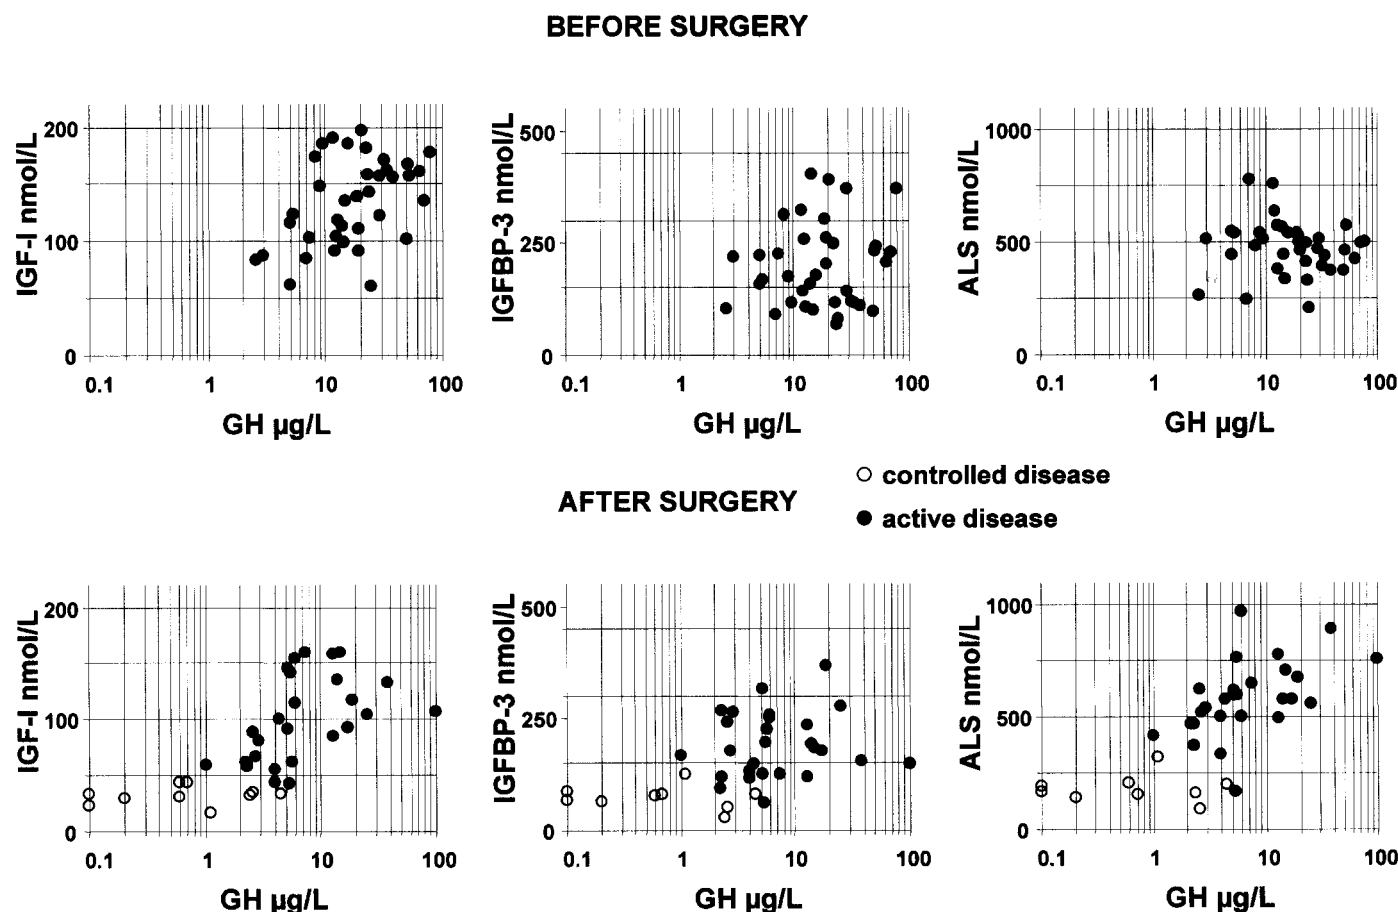 BEFORE SURGERY
IGF-I nmol/L
200
100
0
0.1 1 10 100
GH µg/L
IGFBP-3 nmol/L
500
250
0
0.1 1 10 100
GH µg/L
ALS nmol/L
1000
500
0
0.1 1 10 100
GH µg/L
controlled disease
AFTER SURGERY
active disease
IGF-I nmol/L
200
100
0
0.1 1 10 100
GH µg/L
IGFBP-3 nmol/L
500
250
0
0.1 1 10 100
GH µg/L
ALS nmol/L
1000
500
0
0.1 1 10 100
GH µg/L